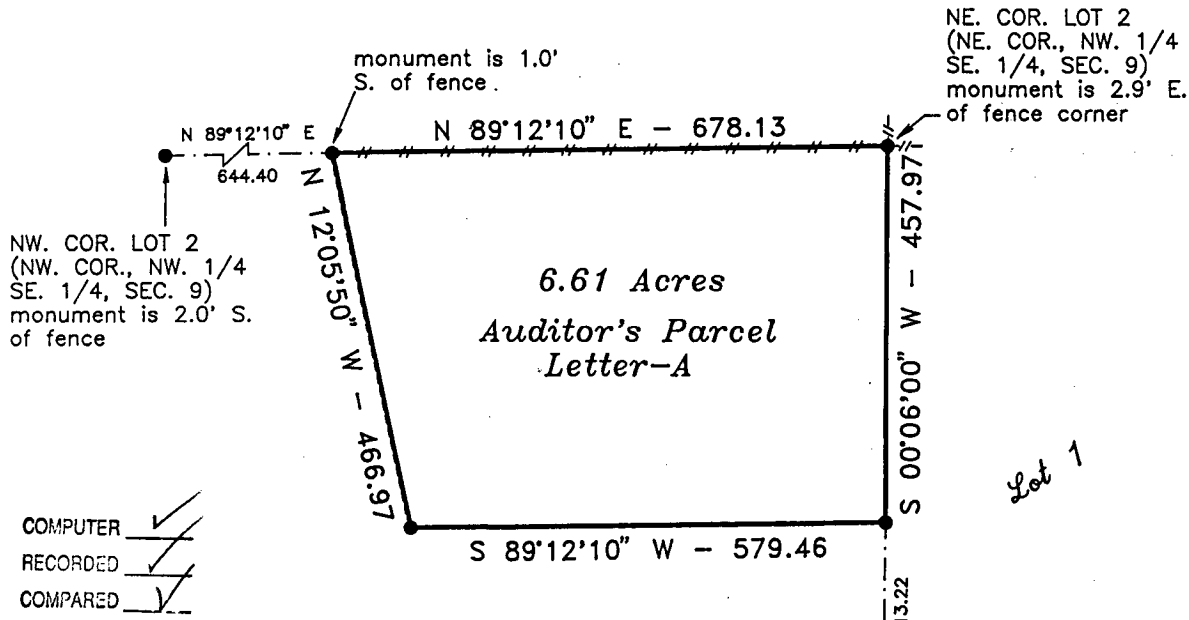 NE. COR. LOT 2
(NE. COR., NW. 1/4
SE. 1/4, SEC. 9)
monument is 2.9' E.
of fence corner
monument is 1.0'
S. of fence.
N 89°12'10" E
644.40
N 89°12'10" E - 678.13
NW. COR. LOT 2
(NW. COR., NW. 1/4
SE. 1/4, SEC. 9)
monument is 2.0' S.
of fence
N 12°05'50" W - 466.97
6.61 Acres
Auditor's Parcel
Letter-A
S 00°06'00" W - 457.97
Lot 1
S 89°12'10" W - 579.46
COMPUTER
RECORDED
COMPARED